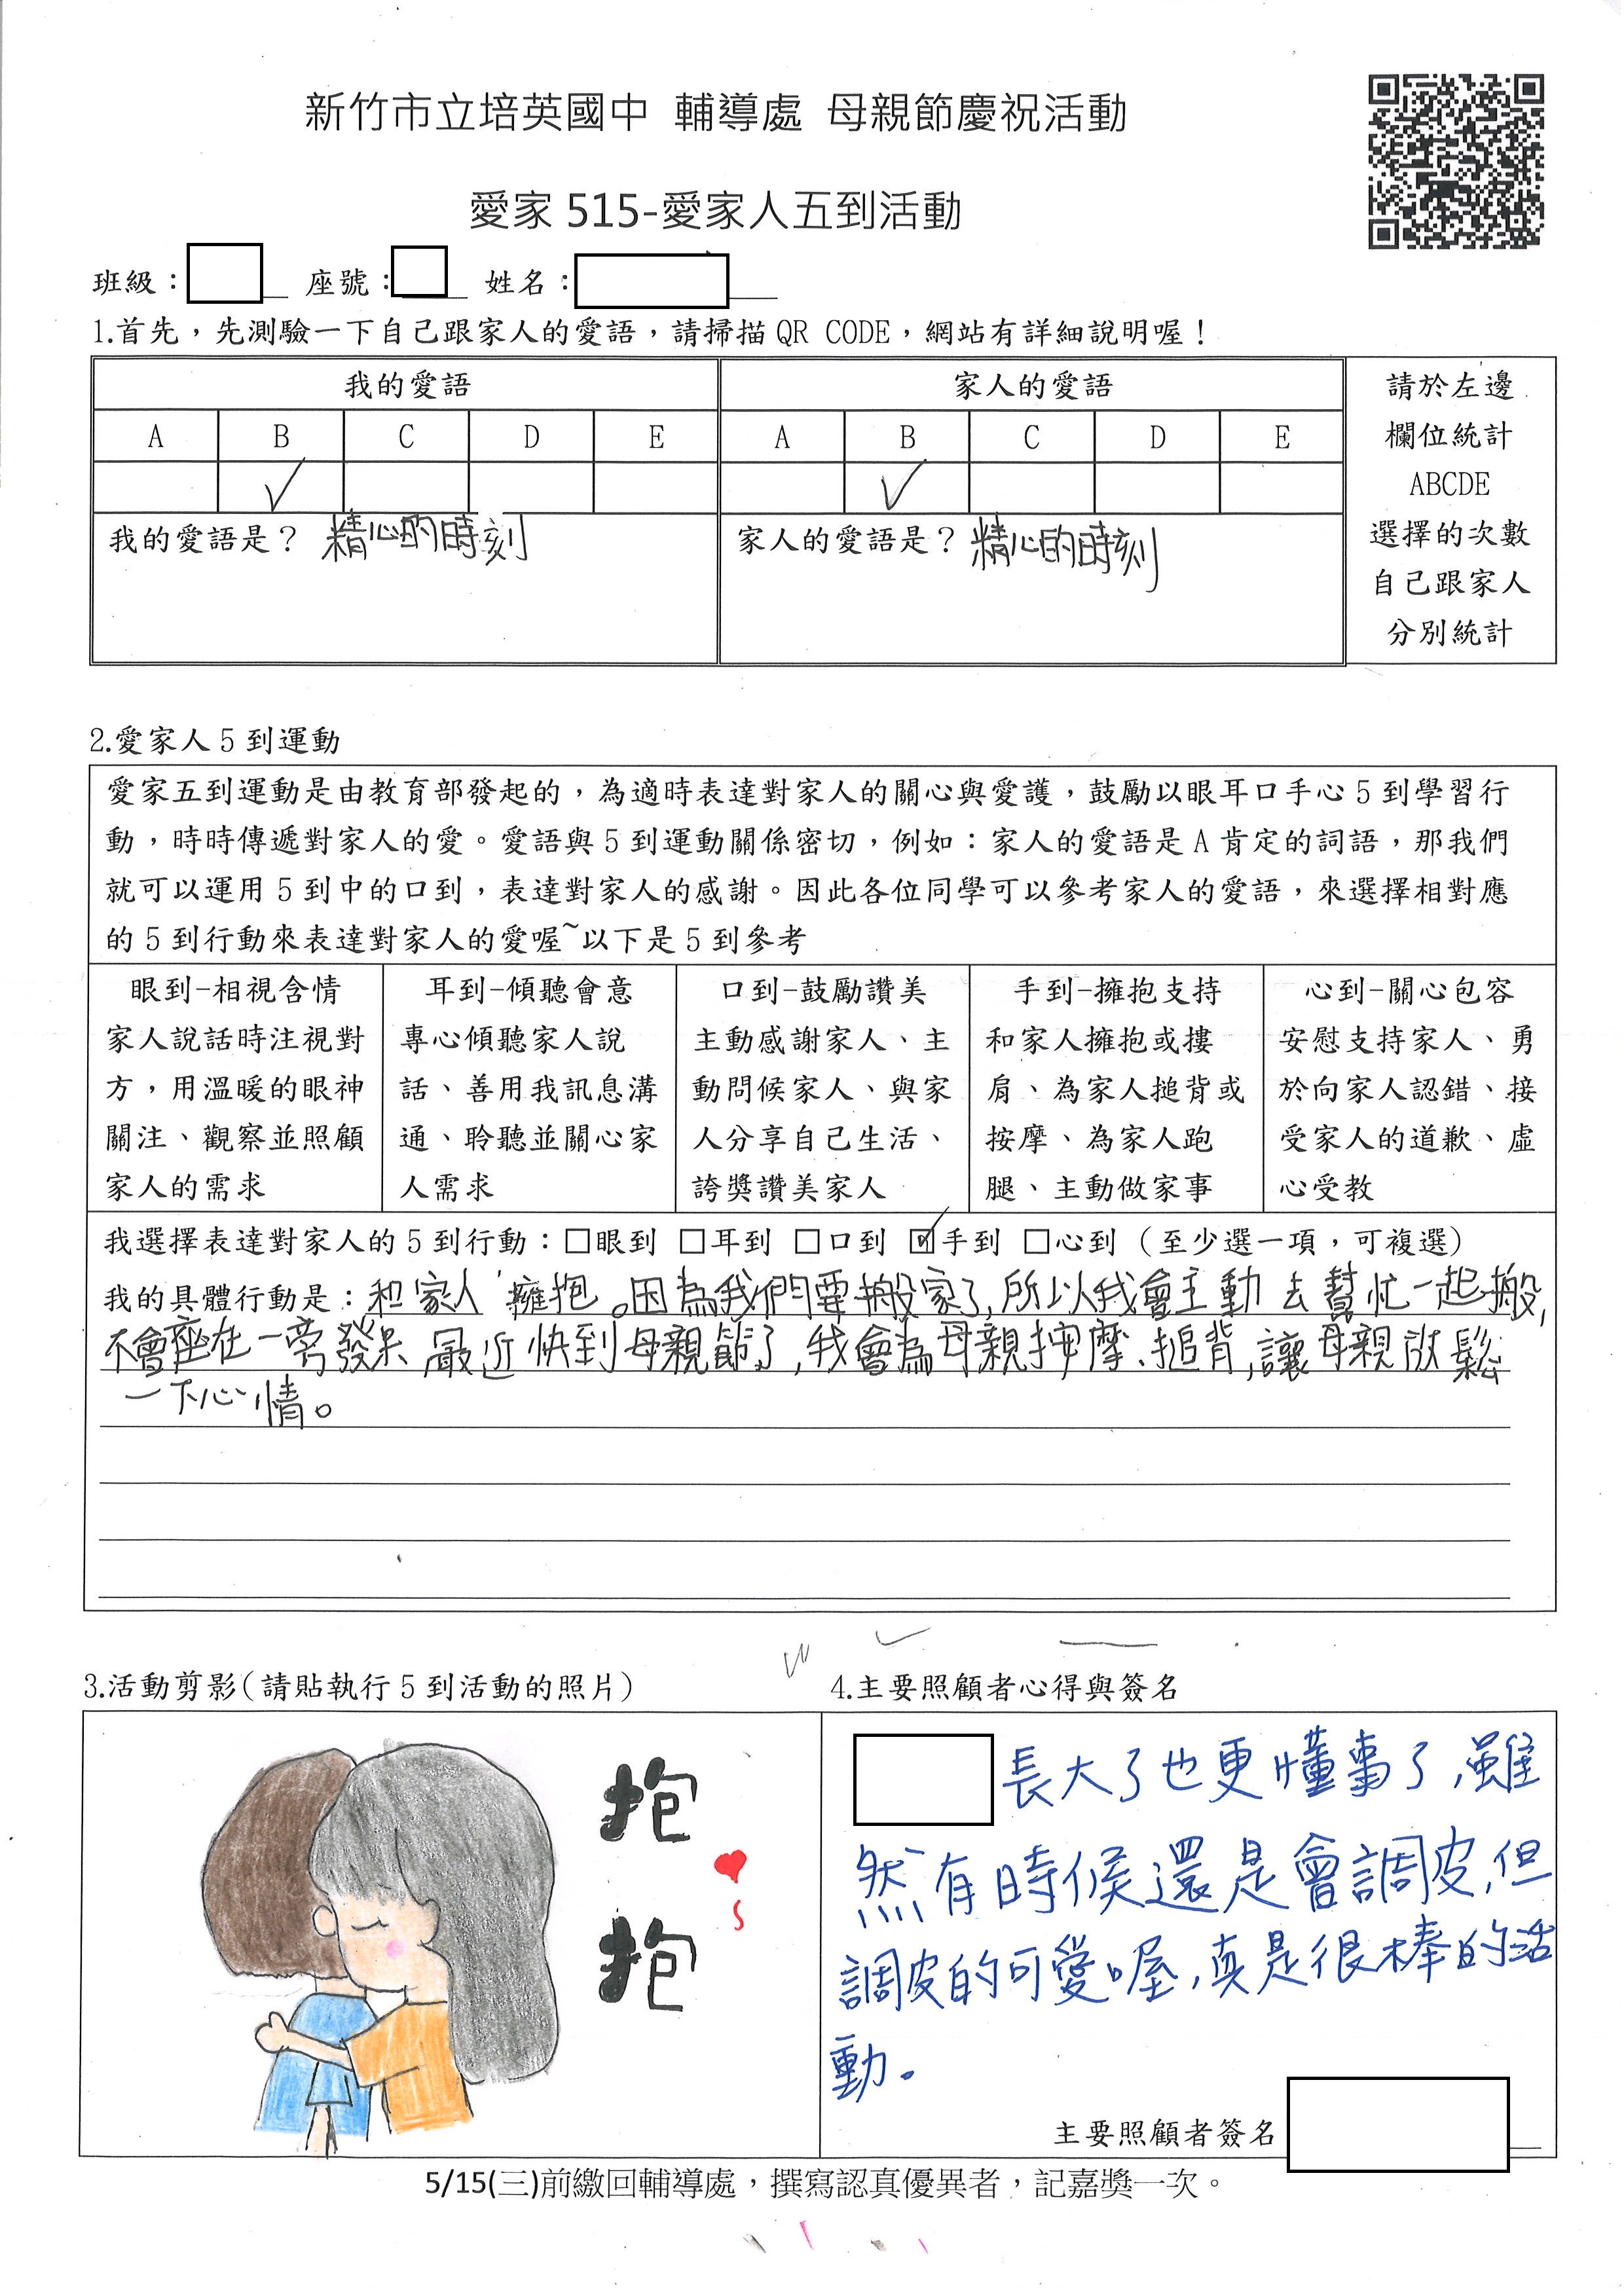 新竹市立培英國中 輔導處 母親節慶祝活動
愛家 515-愛家人五到活動
班級： 座號： 姓名：
1.首先，先測驗一下自己跟家人的愛語，請掃描 QR CODE，網站有詳細說明喔！
我的愛語 家人的愛語
A B C D E A B C D E
✓ ✓
我的愛語是？ 精心的時刻
家人的愛語是？ 精心的時刻
請於左邊
欄位統計
ABCDE
選擇的次數
自己跟家人
分別統計
2.愛家人 5 到運動
愛家五到運動是由教育部發起的，為適時表達對家人的關心與愛護，鼓勵以眼耳口手心 5 到學習行
動，時時傳遞對家人的愛。愛語與 5 到運動關係密切，例如：家人的愛語是 A 肯定的詞語，那我們
就可以運用 5 到中的口到，表達對家人的感謝。因此各位同學可以參考家人的愛語，來選擇相對應
的 5 到行動來表達對家人的愛喔~以下是 5 到參考
眼到-相視含情
家人說話時注視對
方，用溫暖的眼神
關注、觀察並照顧
家人的需求
耳到-傾聽會意
專心傾聽家人說
話、善用我訊息溝
通、聆聽並關心家
人需求
口到-鼓勵讚美
主動感謝家人、主
動問候家人、與家
人分享自己生活、
誇獎讚美家人
手到-擁抱支持
和家人擁抱或摟
肩、為家人搥背或
按摩、為家人跑
腿、主動做家事
心到-關心包容
安慰支持家人、勇
於向家人認錯、接
受家人的道歉、虛
心受教
我選擇表達對家人的 5 到行動：□眼到 □耳到 □口到 ☑手到 □心到（至少選一項，可複選）
我的具體行動是：和家人擁抱。因為我們要搬家了，所以我會主動去幫忙一起搬，
不會座在一旁發呆 最近快到母親節了，我會為母親按摩、搥背，讓母親放鬆
一下心情。
3.活動剪影(請貼執行 5 到活動的照片)
抱
抱
4.主要照顧者心得與簽名
長大了也更懂事了，雖
然有時候還是會調皮，但
調皮的可愛喔，真是很棒的活
動。
主要照顧者簽名
5/15(三)前繳回輔導處，撰寫認真優異者，記嘉獎一次。